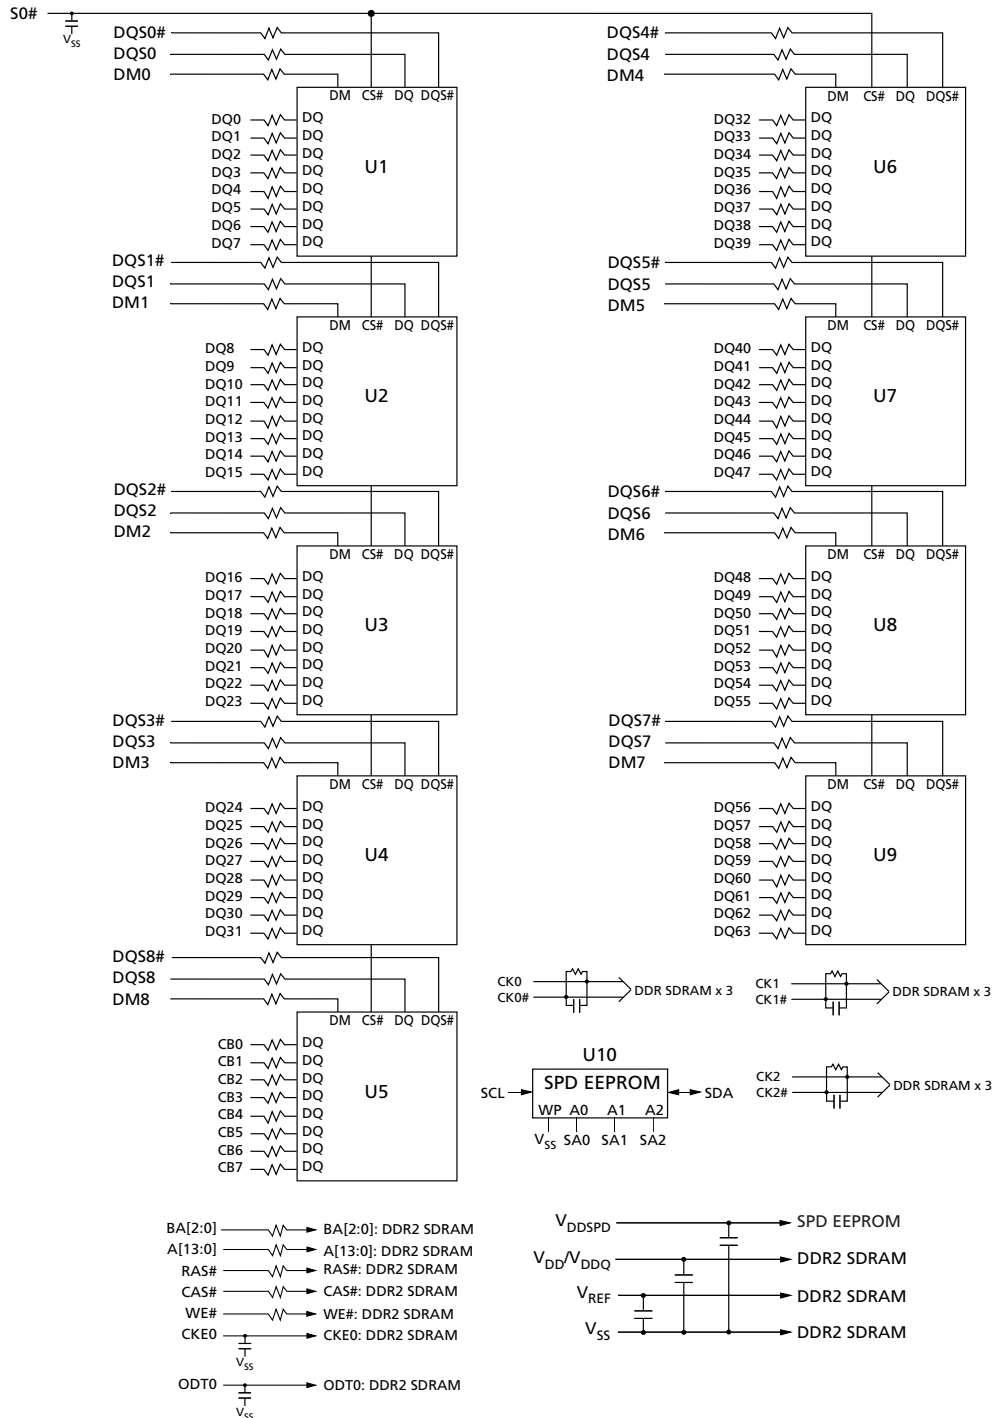 S0#
VSS
DQS0#
DQS0
DM0
DM CS# DQ DQS#
DQ0 DQ
DQ1 DQ
DQ2 DQ
DQ3 DQ
DQ4 DQ
DQ5 DQ
DQ6 DQ
DQ7 DQ
U1
DQS1#
DQS1
DM1
DM CS# DQ DQS#
DQ8 DQ
DQ9 DQ
DQ10 DQ
DQ11 DQ
DQ12 DQ
DQ13 DQ
DQ14 DQ
DQ15 DQ
U2
DQS2#
DQS2
DM2
DM CS# DQ DQS#
DQ16 DQ
DQ17 DQ
DQ18 DQ
DQ19 DQ
DQ20 DQ
DQ21 DQ
DQ22 DQ
DQ23 DQ
U3
DQS3#
DQS3
DM3
DM CS# DQ DQS#
DQ24 DQ
DQ25 DQ
DQ26 DQ
DQ27 DQ
DQ28 DQ
DQ29 DQ
DQ30 DQ
DQ31 DQ
U4
DQS8#
DQS8
DM8
DM CS# DQ DQS#
CB0 DQ
CB1 DQ
CB2 DQ
CB3 DQ
CB4 DQ
CB5 DQ
CB6 DQ
CB7 DQ
U5
DQS4#
DQS4
DM4
DM CS# DQ DQS#
DQ32 DQ
DQ33 DQ
DQ34 DQ
DQ35 DQ
DQ36 DQ
DQ37 DQ
DQ38 DQ
DQ39 DQ
U6
DQS5#
DQS5
DM5
DM CS# DQ DQS#
DQ40 DQ
DQ41 DQ
DQ42 DQ
DQ43 DQ
DQ44 DQ
DQ45 DQ
DQ46 DQ
DQ47 DQ
U7
DQS6#
DQS6
DM6
DM CS# DQ DQS#
DQ48 DQ
DQ49 DQ
DQ50 DQ
DQ51 DQ
DQ52 DQ
DQ53 DQ
DQ54 DQ
DQ55 DQ
U8
DQS7#
DQS7
DM7
DM CS# DQ DQS#
DQ56 DQ
DQ57 DQ
DQ58 DQ
DQ59 DQ
DQ60 DQ
DQ61 DQ
DQ62 DQ
DQ63 DQ
U9
CK0
CK0#
DDR SDRAM x 3
CK1
CK1#
DDR SDRAM x 3
CK2
CK2#
DDR SDRAM x 3
U10
SPD EEPROM
SCL
SDA
WP A0 A1 A2
VSS SA0 SA1 SA2
BA[2:0] BA[2:0]: DDR2 SDRAM
A[13:0] A[13:0]: DDR2 SDRAM
RAS# RAS#: DDR2 SDRAM
CAS# CAS#: DDR2 SDRAM
WE# WE#: DDR2 SDRAM
CKE0 CKE0: DDR2 SDRAM
VSS
ODT0 ODT0: DDR2 SDRAM
VSS
VDDSPD SPD EEPROM
VDD/VDDQ DDR2 SDRAM
VREF DDR2 SDRAM
VSS DDR2 SDRAM